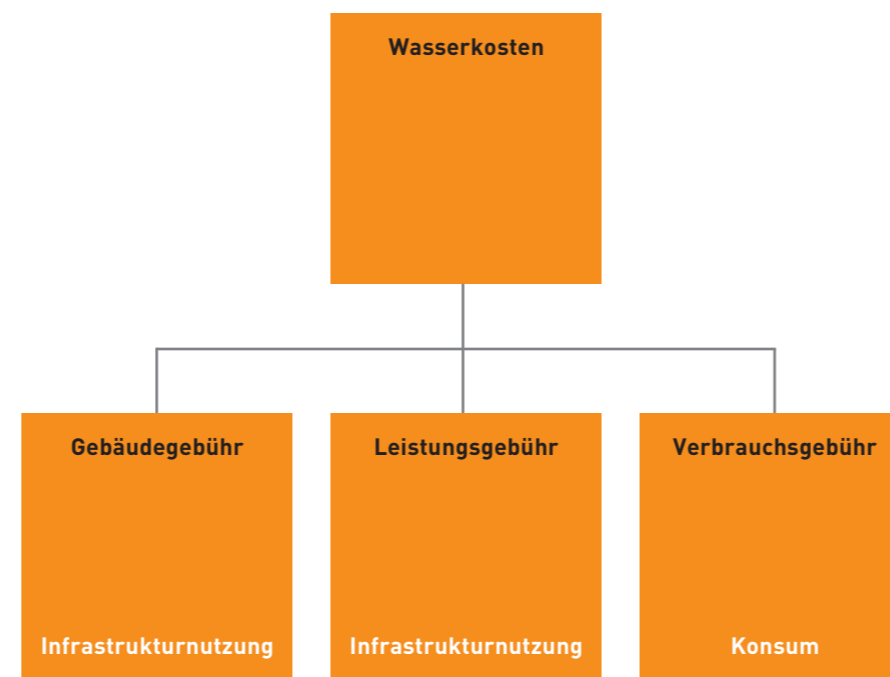 Wasserkosten
Gebäudegebühr
Leistungsgebühr
Verbrauchsgebühr
Infrastrukturnutzung
Infrastrukturnutzung
Konsum